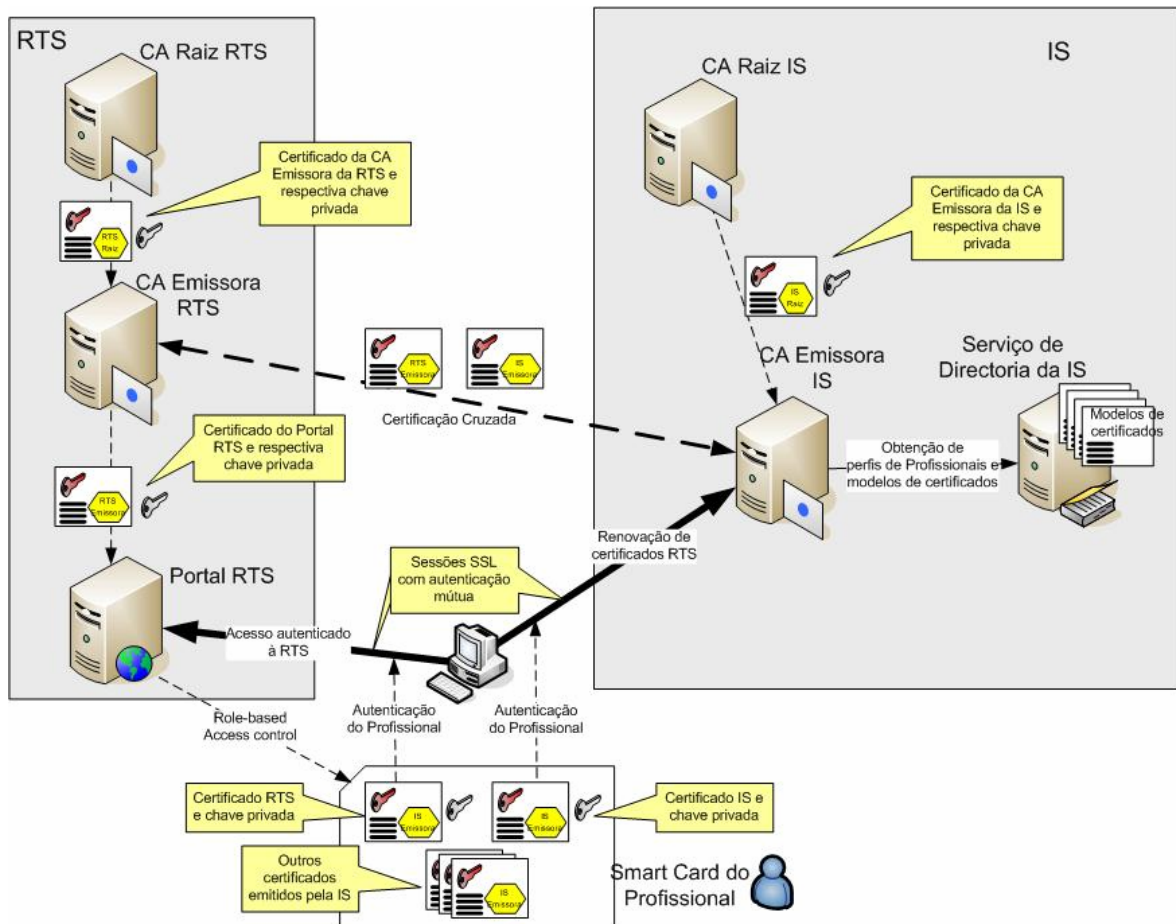 RTS
CA Raiz RTS
Certificado da CA
Emissora da RTS e
respectiva chave
privada
RTS
Raiz
CA Emissora
RTS
Certificado do Portal
RTS e respectiva
chave privada
RTS
Emissora
Portal RTS
IS
CA Raiz IS
Certificado da CA
Emissora da IS e
respectiva chave
privada
IS
Raiz
CA Emissora
IS
Serviço de
Directoria da IS
Modelos de
certificados
Obtenção de
perfis de Profissionais e
modelos de certificados
RTS
Emissora
IS
Emissora
Certificação Cruzada
Renovação de
certificados RTS
Sessões SSL
com autenticação
mútua
Acesso autenticado
à RTS
Role-based
Access control
Autenticação
do Profissional
Autenticação
do Profissional
Certificado RTS
e chave privada
IS
Emissora
IS
Emissora
Certificado IS e
chave privada
Outros
certificados
emitidos pela IS
IS
Emissora
Smart Card do
Profissional